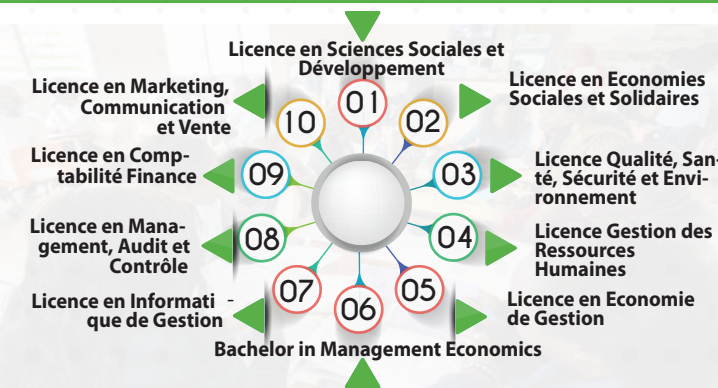 Licence en Sciences Sociales et
Développement
01
Licence en Economies
Sociales et Solidaires
02
Licence Qualité, San-
té, Sécurité et Envi-
ronnement
03
Licence Gestion des
Ressources
Humaines
04
Licence en Economie
de Gestion
05
Bachelor in Management Economics
06
Licence en Informati -
que de Gestion
07
Licence en Mana-
gement, Audit et
Contrôle
08
Licence en Comp-
tabilité Finance
09
Licence en Marketing,
Communication
et Vente
10